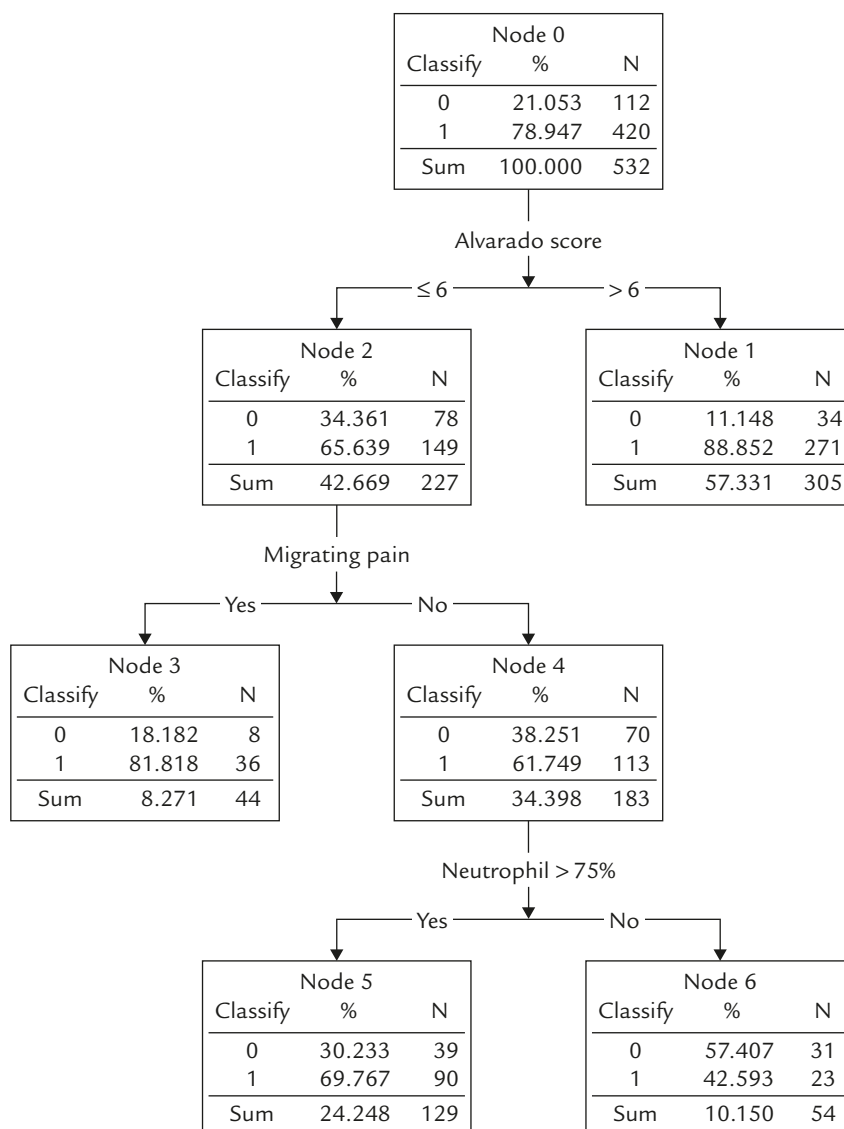 Node 0
Classify % N
0 21.053 112
1 78.947 420
Sum 100.000 532
Alvarado score
≤ 6 > 6
Node 2
Classify % N
0 34.361 78
1 65.639 149
Sum 42.669 227
Node 1
Classify % N
0 11.148 34
1 88.852 271
Sum 57.331 305
Migrating pain
Yes No
Node 3
Classify % N
0 18.182 8
1 81.818 36
Sum 8.271 44
Node 4
Classify % N
0 38.251 70
1 61.749 113
Sum 34.398 183
Neutrophil > 75%
Yes No
Node 5
Classify % N
0 30.233 39
1 69.767 90
Sum 24.248 129
Node 6
Classify % N
0 57.407 31
1 42.593 23
Sum 10.150 54